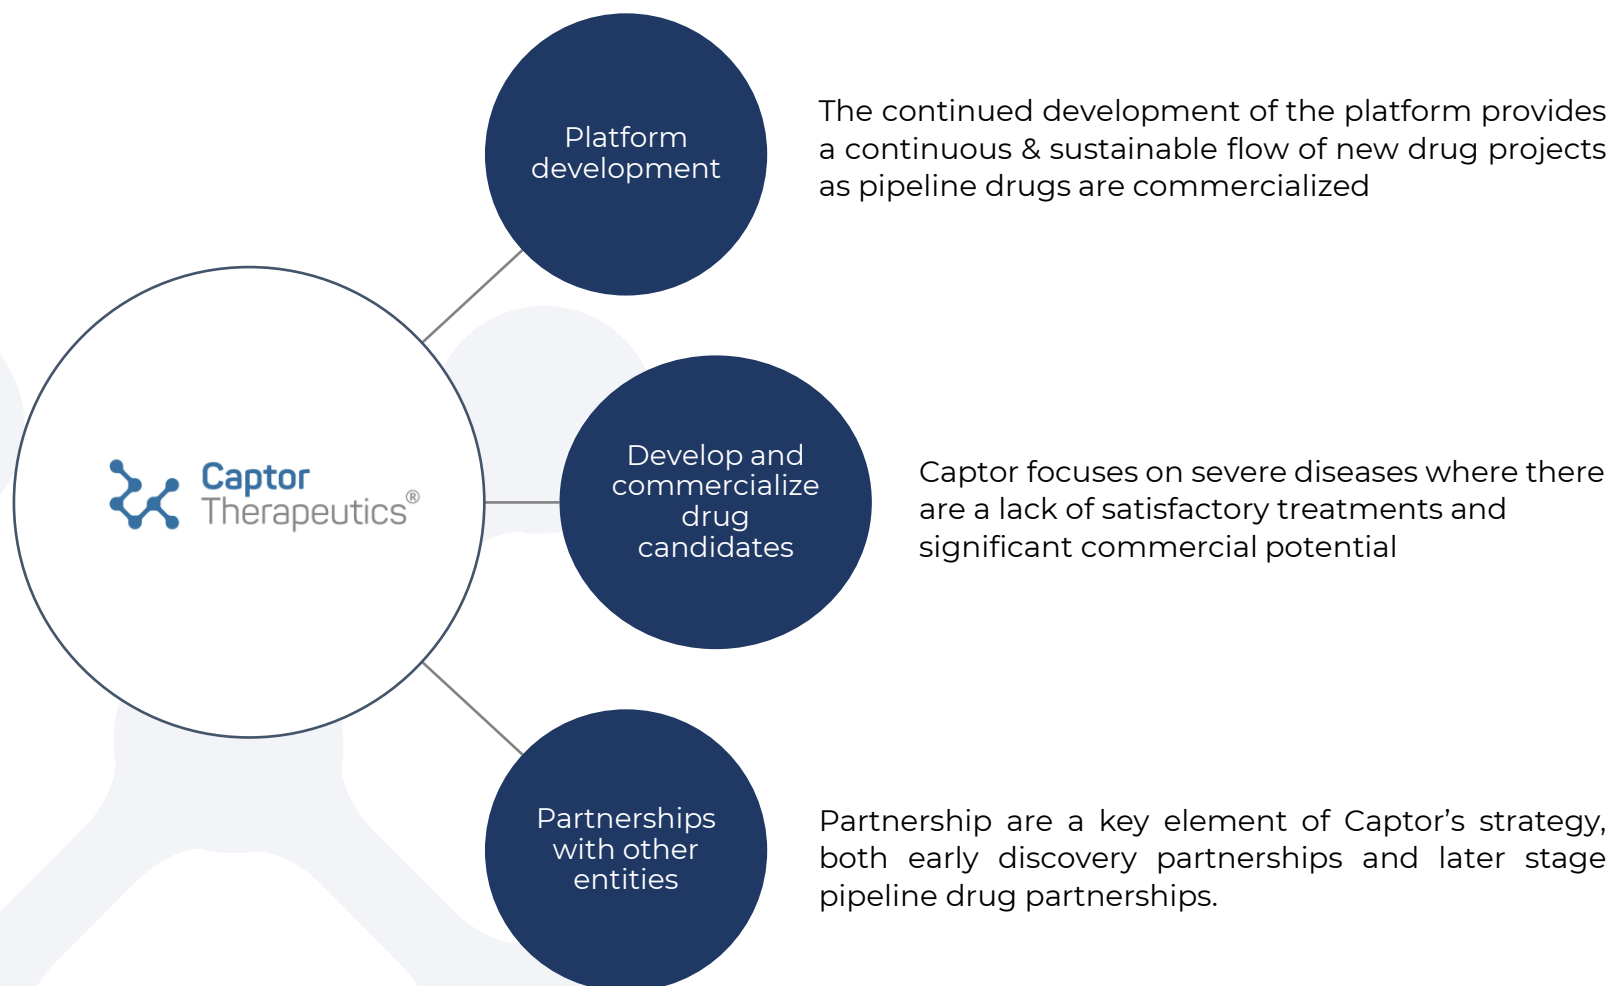 Platform
development
The continued development of the platform provides
a continuous & sustainable flow of new drug projects
as pipeline drugs are commercialized
Captor
Therapeutics®
Develop and
commercialize
drug
candidates
Captor focuses on severe diseases where there
are a lack of satisfactory treatments and
significant commercial potential
Partnerships
with other
entities
Partnership are a key element of Captor’s strategy,
both early discovery partnerships and later stage
pipeline drug partnerships.